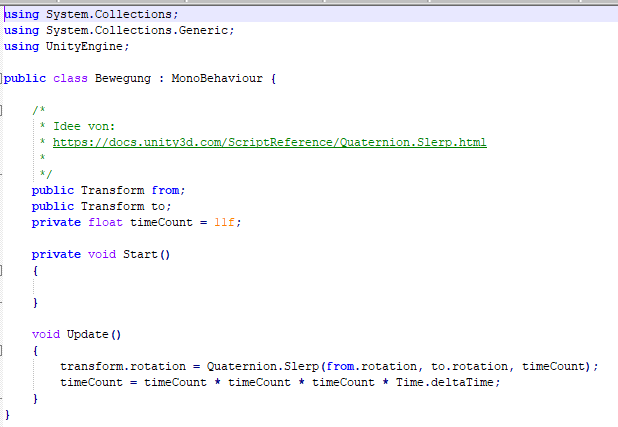 using System.Collections;
using System.Collections.Generic;
using UnityEngine;
public class Bewegung : MonoBehaviour {
/*
* Idee von:
* https://docs.unity3d.com/ScriptReference/Quaternion.Slerp.html
*
*/
public Transform from;
public Transform to;
private float timeCount = 11f;
private void Start()
{
}
void Update()
{
transform.rotation = Quaternion.Slerp(from.rotation, to.rotation, timeCount);
timeCount = timeCount * timeCount * timeCount * Time.deltaTime;
}
}